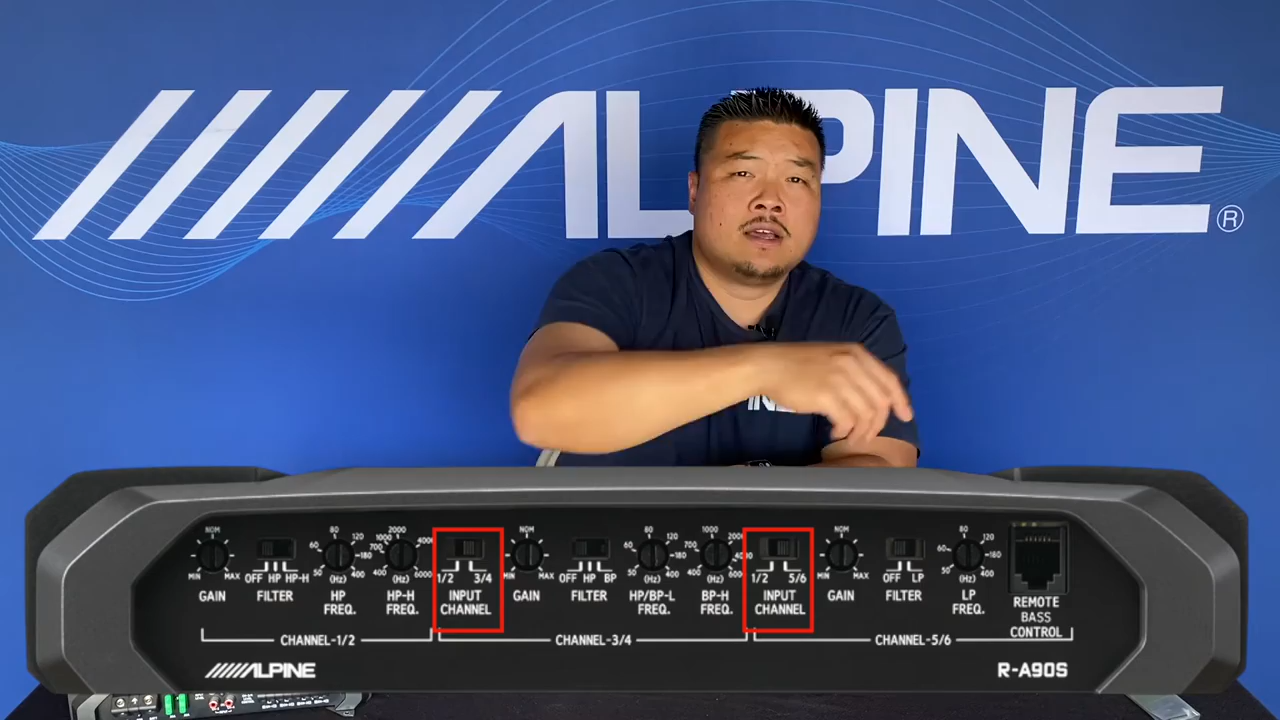 ALPINE®
NOM NOM NOM
80 2000 80 1000 80
60 120 1000 4000 60 120 700 2000 4000 60 120
180 700 180 180
MIN MAX 50 400 400 6000 1/2 3/4 MIN MAX 50 400 400 1/2 5/6 MIN MAX 50 400
OFF HP HP-H OFF HP BP OFF LP
(Hz) (Hz) (Hz) (Hz) (Hz)
GAIN FILTER HP FREQ. HP-H FREQ. INPUT CHANNEL GAIN FILTER HP/BP-L FREQ. BP-H FREQ. INPUT CHANNEL GAIN FILTER LP FREQ. REMOTE BASS CONTROL
CHANNEL-1/2 CHANNEL-3/4 CHANNEL-5/6
ALPINE R-A90S